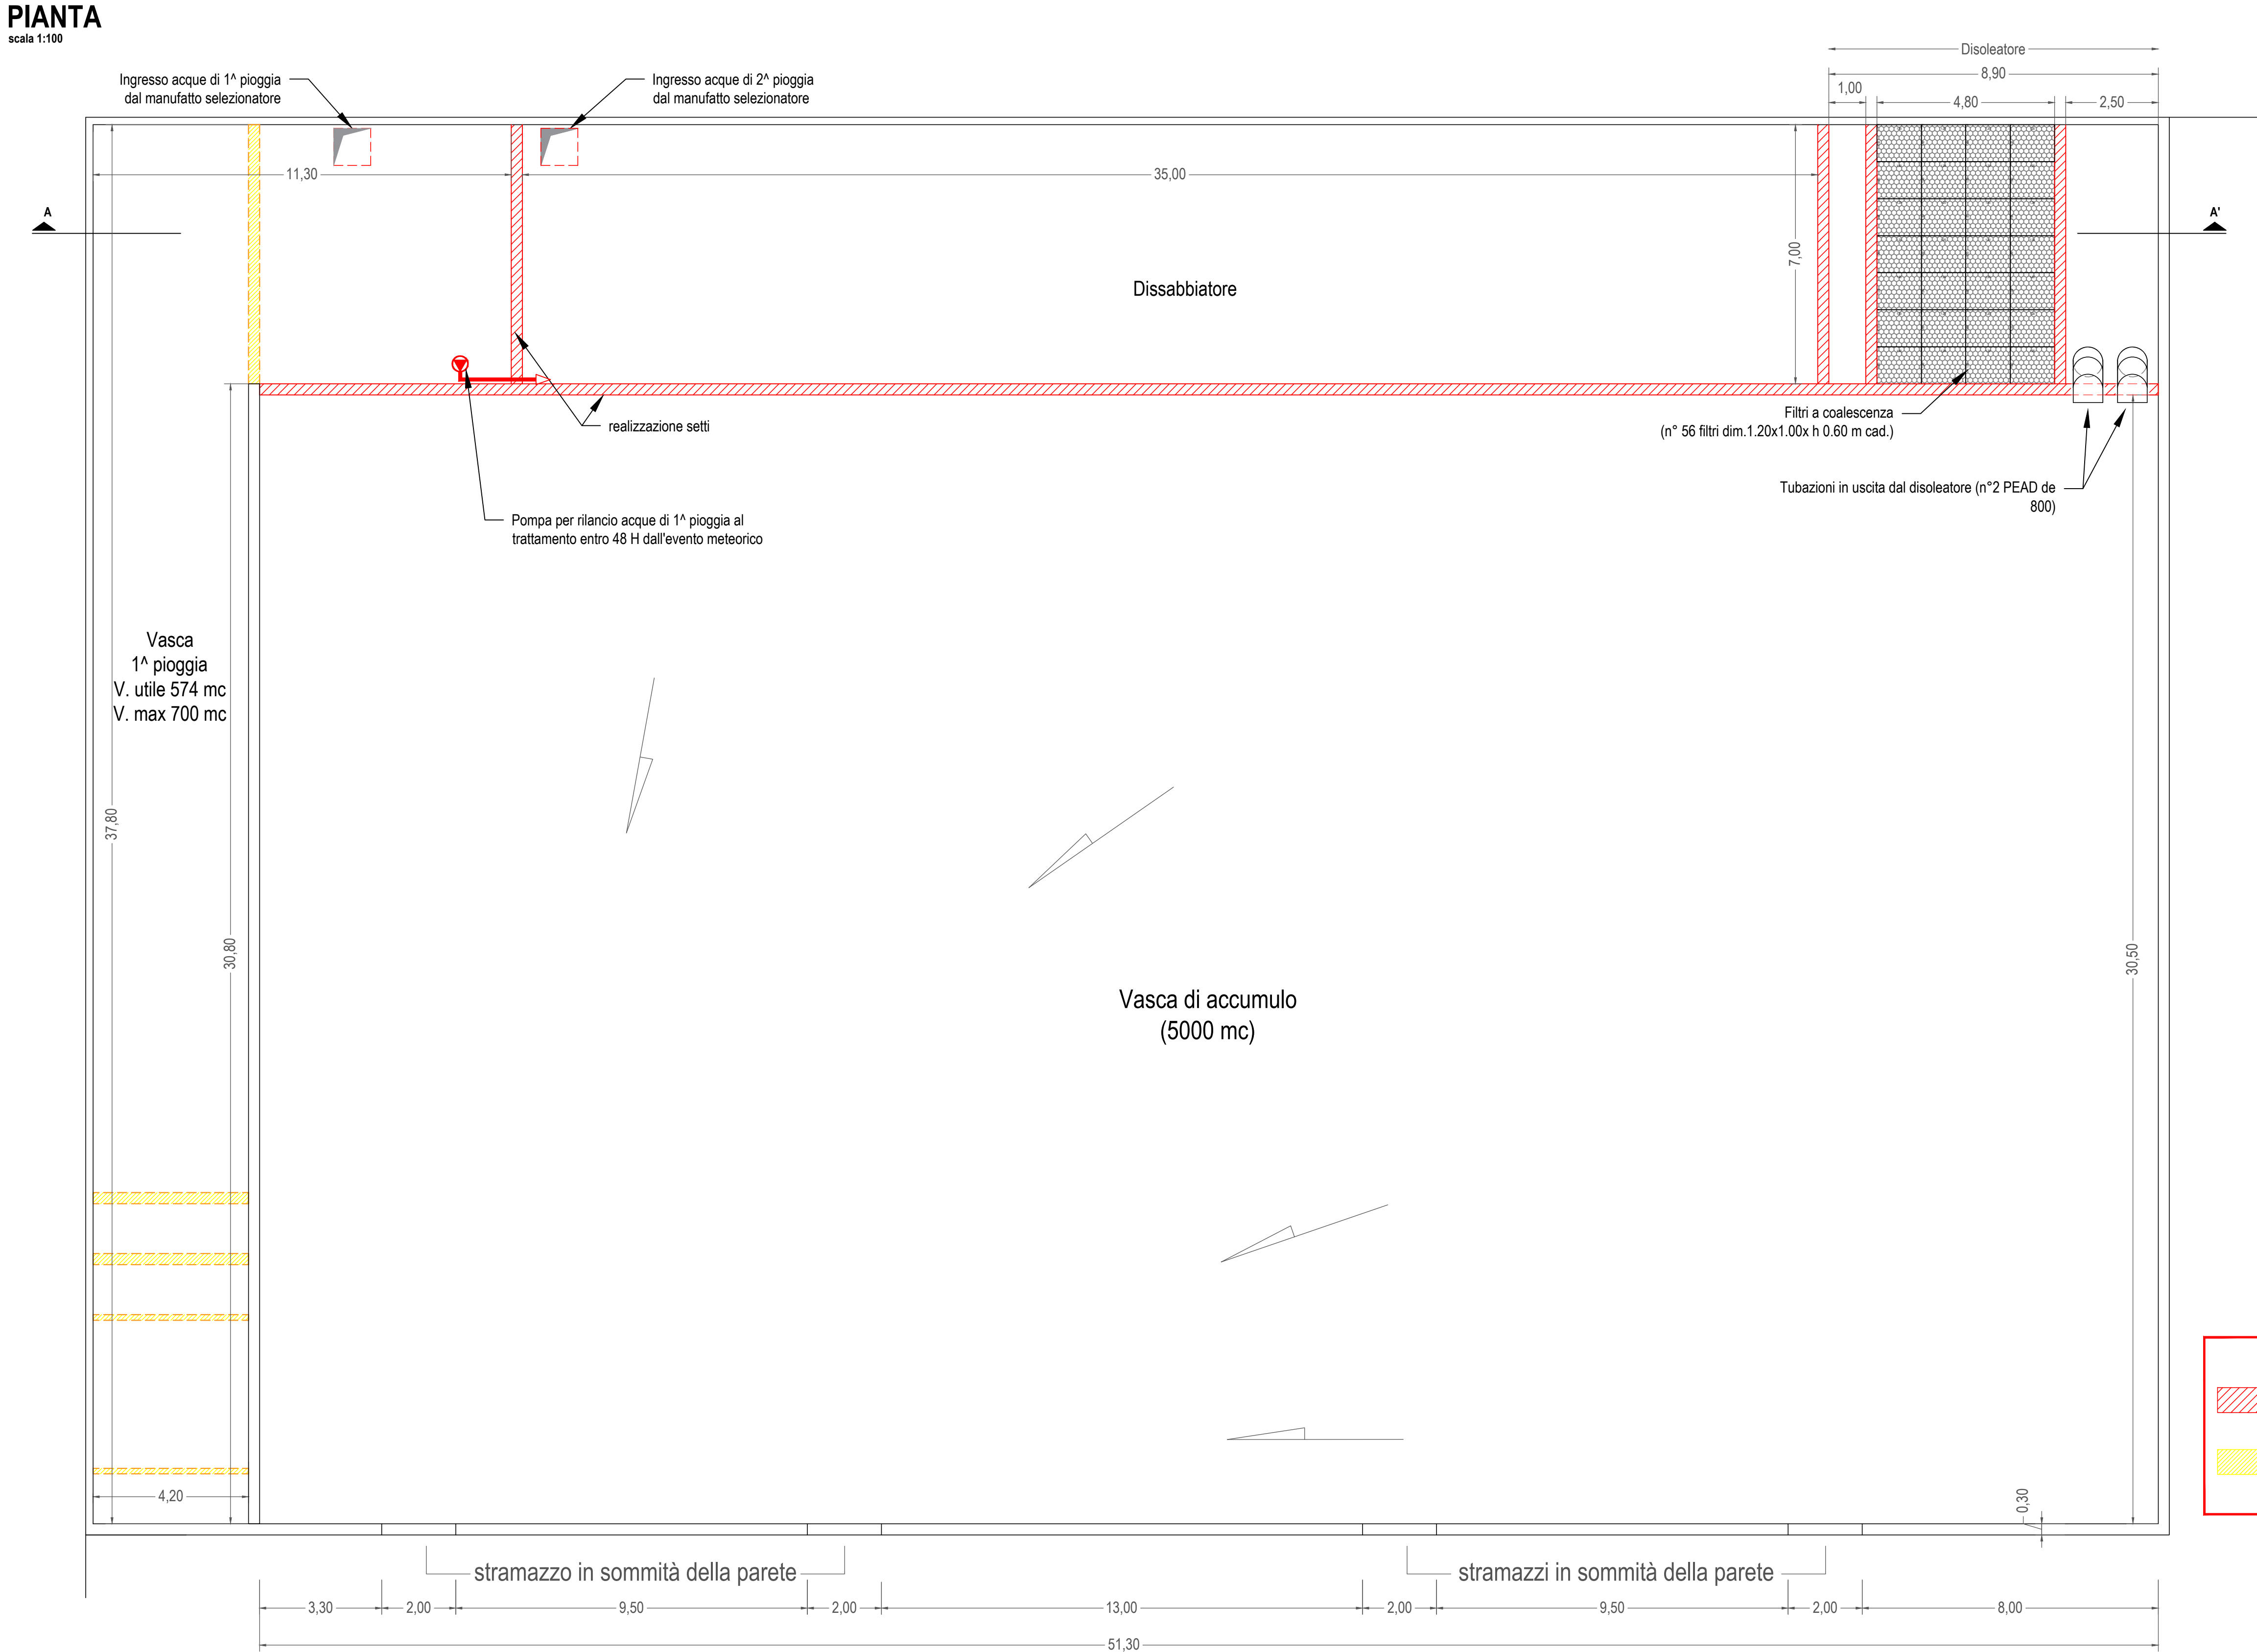 PIANTA
scala 1:100
Disoleatore
8,90
1,00
4,80
2,50
Ingresso acque di 1^ pioggia
dal manufatto selezionatore
Ingresso acque di 2^ pioggia
dal manufatto selezionatore
11,30
35,00
A
A'
7,00
Dissabbiatore
realizzazione setti
Filtri a coalescenza
(n° 56 filtri dim.1.20x1.00x h 0.60 m cad.)
Tubazioni in uscita dal disoleatore (n°2 PEAD de
800)
Pompa per rilancio acque di 1^ pioggia al
trattamento entro 48 H dall'evento meteorico
Vasca
1^ pioggia
V. utile 574 mc
V. max 700 mc
37,80
30,80
30,50
Vasca di accumulo
(5000 mc)
4,20
0,30
stramazzo in sommità della parete
stramazzi in sommità della parete
3,30
2,00
9,50
2,00
13,00
2,00
9,50
2,00
8,00
51,30